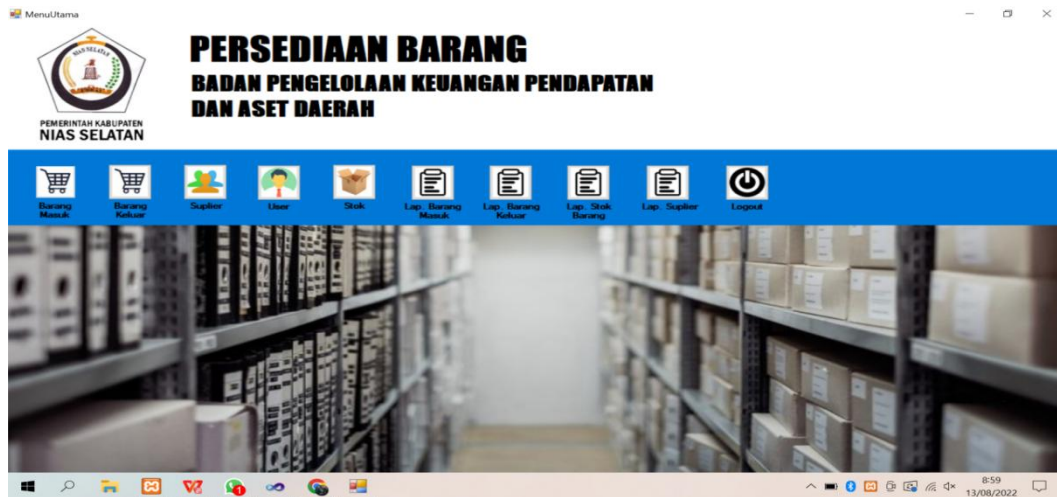 MenuUtama
NIAS SELATAN
PEMERINTAH KABUPATEN
NIAS SELATAN
PERSEDIAAN BARANG
BADAN PENGELOLAAN KEUANGAN PENDAPATAN
DAN ASET DAERAH
Barang
Masuk
Barang
Keluar
Suplier
User
Stok
Lap. Barang
Masuk
Lap. Barang
Keluar
Lap. Stok
Barang
Lap. Suplier
Logout
1
8:59
13/08/2022